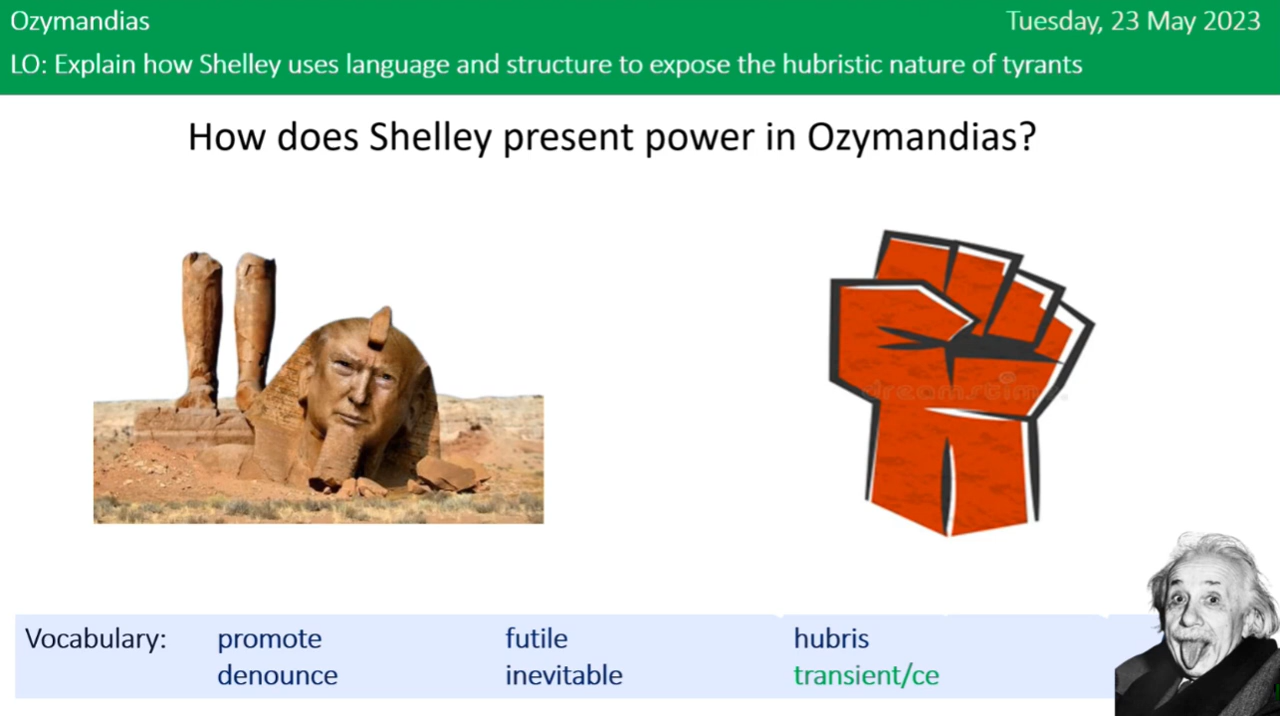 Ozymandias
Tuesday, 23 May 2023
LO: Explain how Shelley uses language and structure to expose the hubristic nature of tyrants
How does Shelley present power in Ozymandias?
dreamstime.
Vocabulary: promote futile hubris
denounce inevitable transient/ce